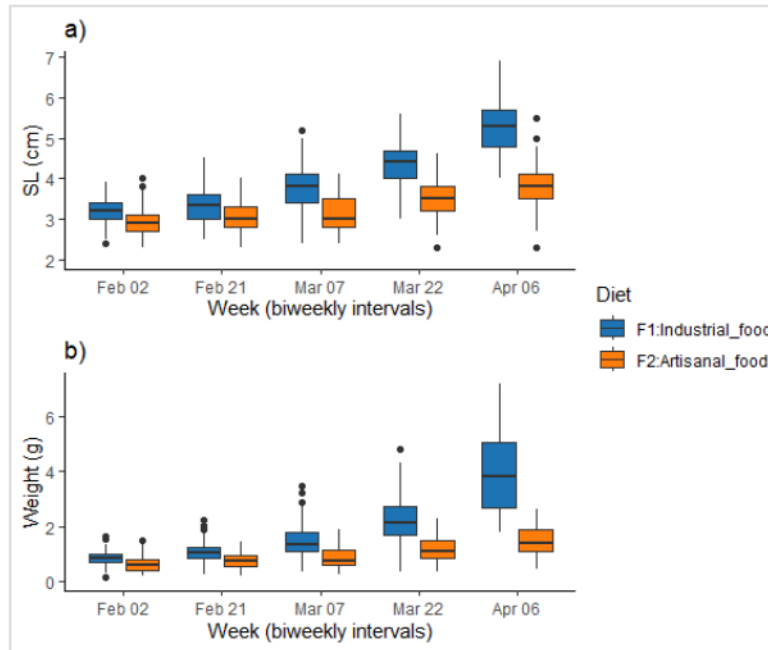 a)
7
6
5
4
3
2
SL (cm)
Feb 02 Feb 21 Mar 07 Mar 22 Apr 06
Week (biweekly intervals)
Diet
F1:Industrial_food
F2:Artisanal_food
b)
6
4
2
0
Weight (g)
Feb 02 Feb 21 Mar 07 Mar 22 Apr 06
Week (biweekly intervals)